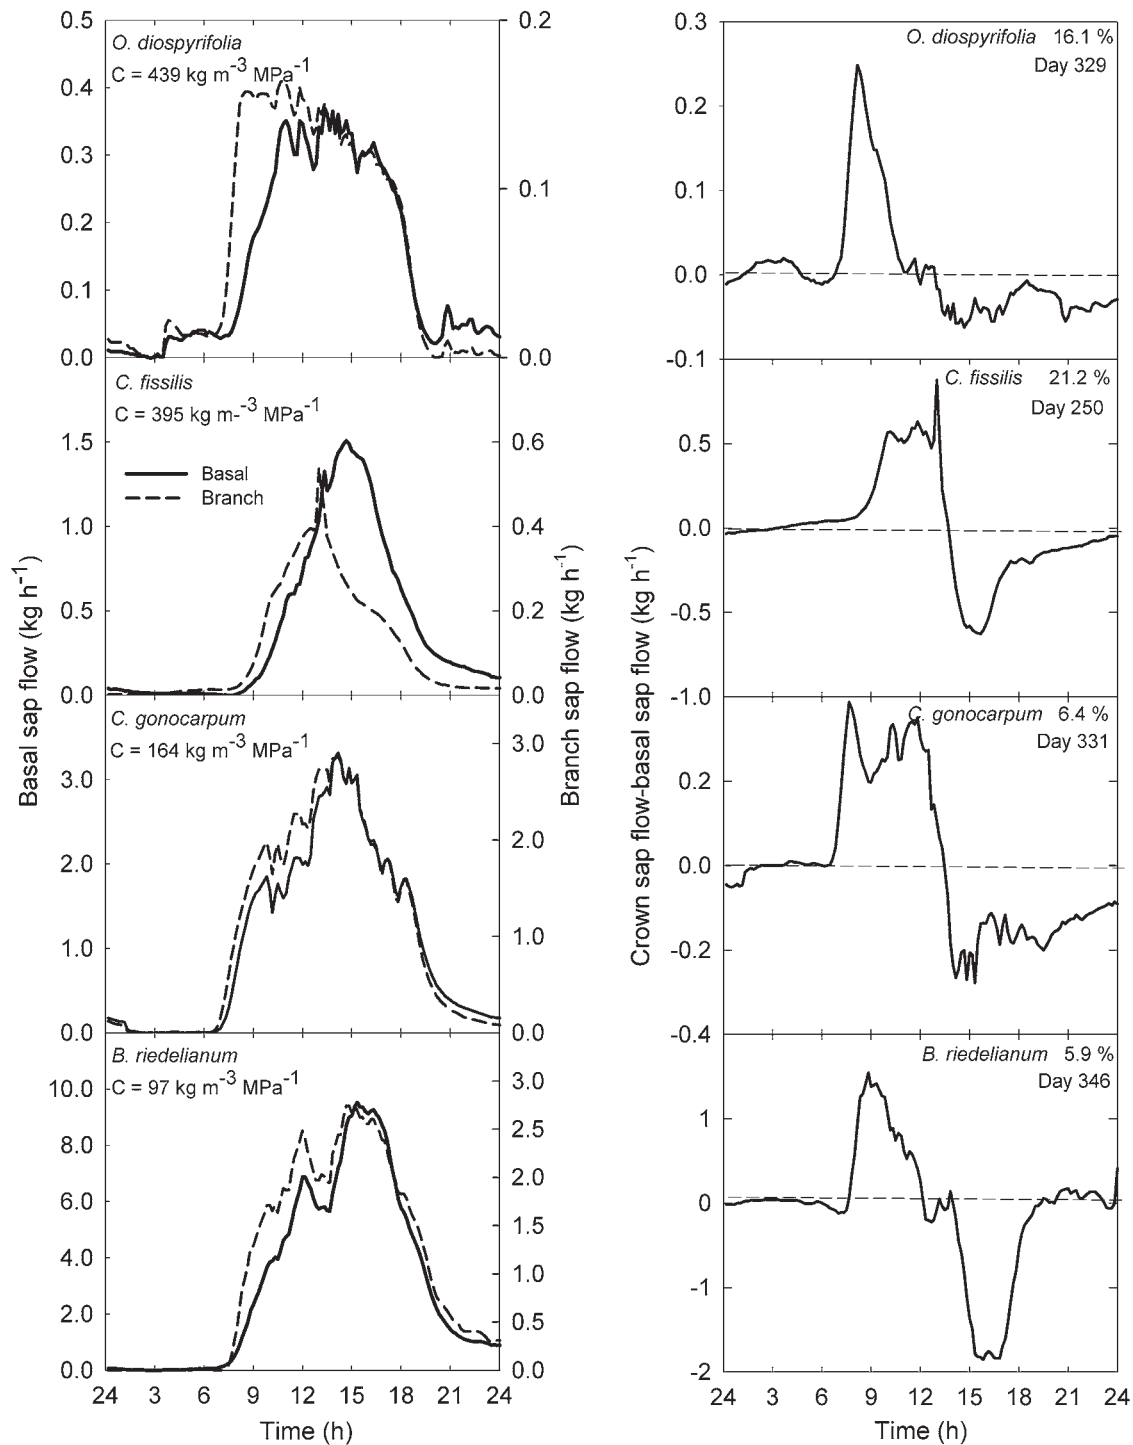 O. diospyrifolia
C = 439 kg m-3 MPa-1
0.5
0.4
0.3
0.2
0.1
0.0
0.2
0.1
0.0
C. fissilis
C = 395 kg m-3 MPa-1
Basal
Branch
1.5
1.0
0.5
0.0
0.6
0.4
0.2
0.0
C. gonocarpum
C = 164 kg m-3 MPa-1
3.0
2.0
1.0
0.0
3.0
2.0
1.0
0.0
B. riedelianum
C = 97 kg m-3 MPa-1
10.0
8.0
6.0
4.0
2.0
0.0
3.0
2.5
2.0
1.5
1.0
0.5
0.0
24 3 6 9 12 15 18 21 24
Time (h)
Basal sap flow (kg h-1)
Branch sap flow (kg h-1)
O. diospyrifolia 16.1 %
Day 329
0.3
0.2
0.1
0.0
-0.1
C. fissilis 21.2 %
Day 250
0.5
0.0
-0.5
-1.0
C. gonocarpum 6.4 %
Day 331
0.2
0.0
-0.2
-0.4
B. riedelianum 5.9 %
Day 346
1
0
-1
-2
24 3 6 9 12 15 18 21 24
Time (h)
Crown sap flow-basal sap flow (kg h-1)